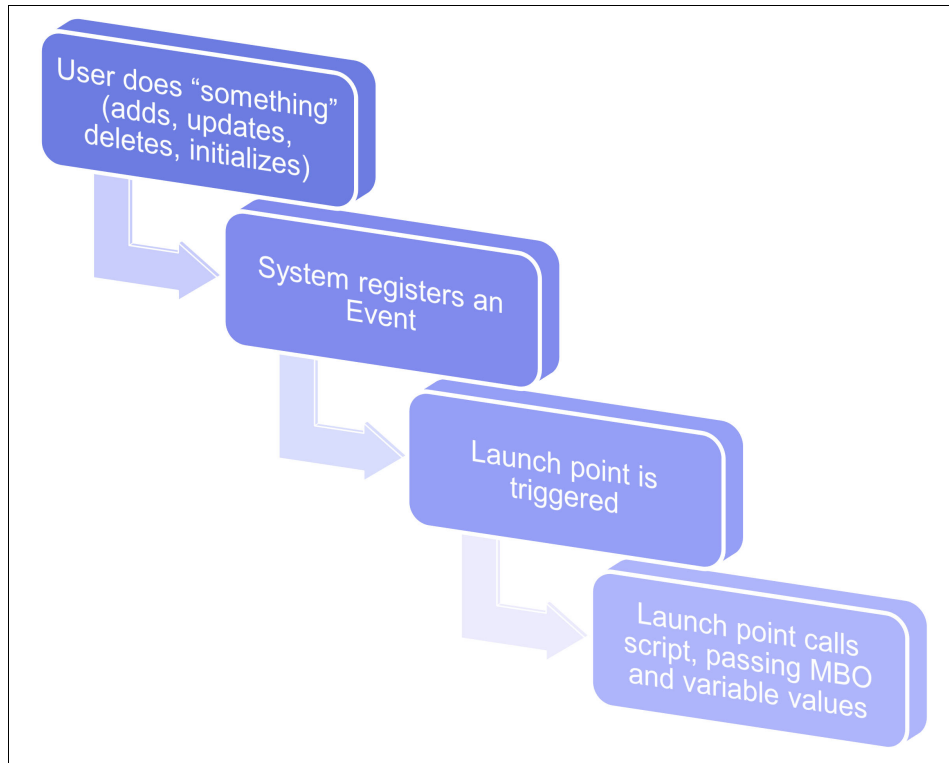 User does “something”
(adds, updates,
deletes, initializes)
System registers an
Event
Launch point is
triggered
Launch point calls
script, passing MBO
and variable values